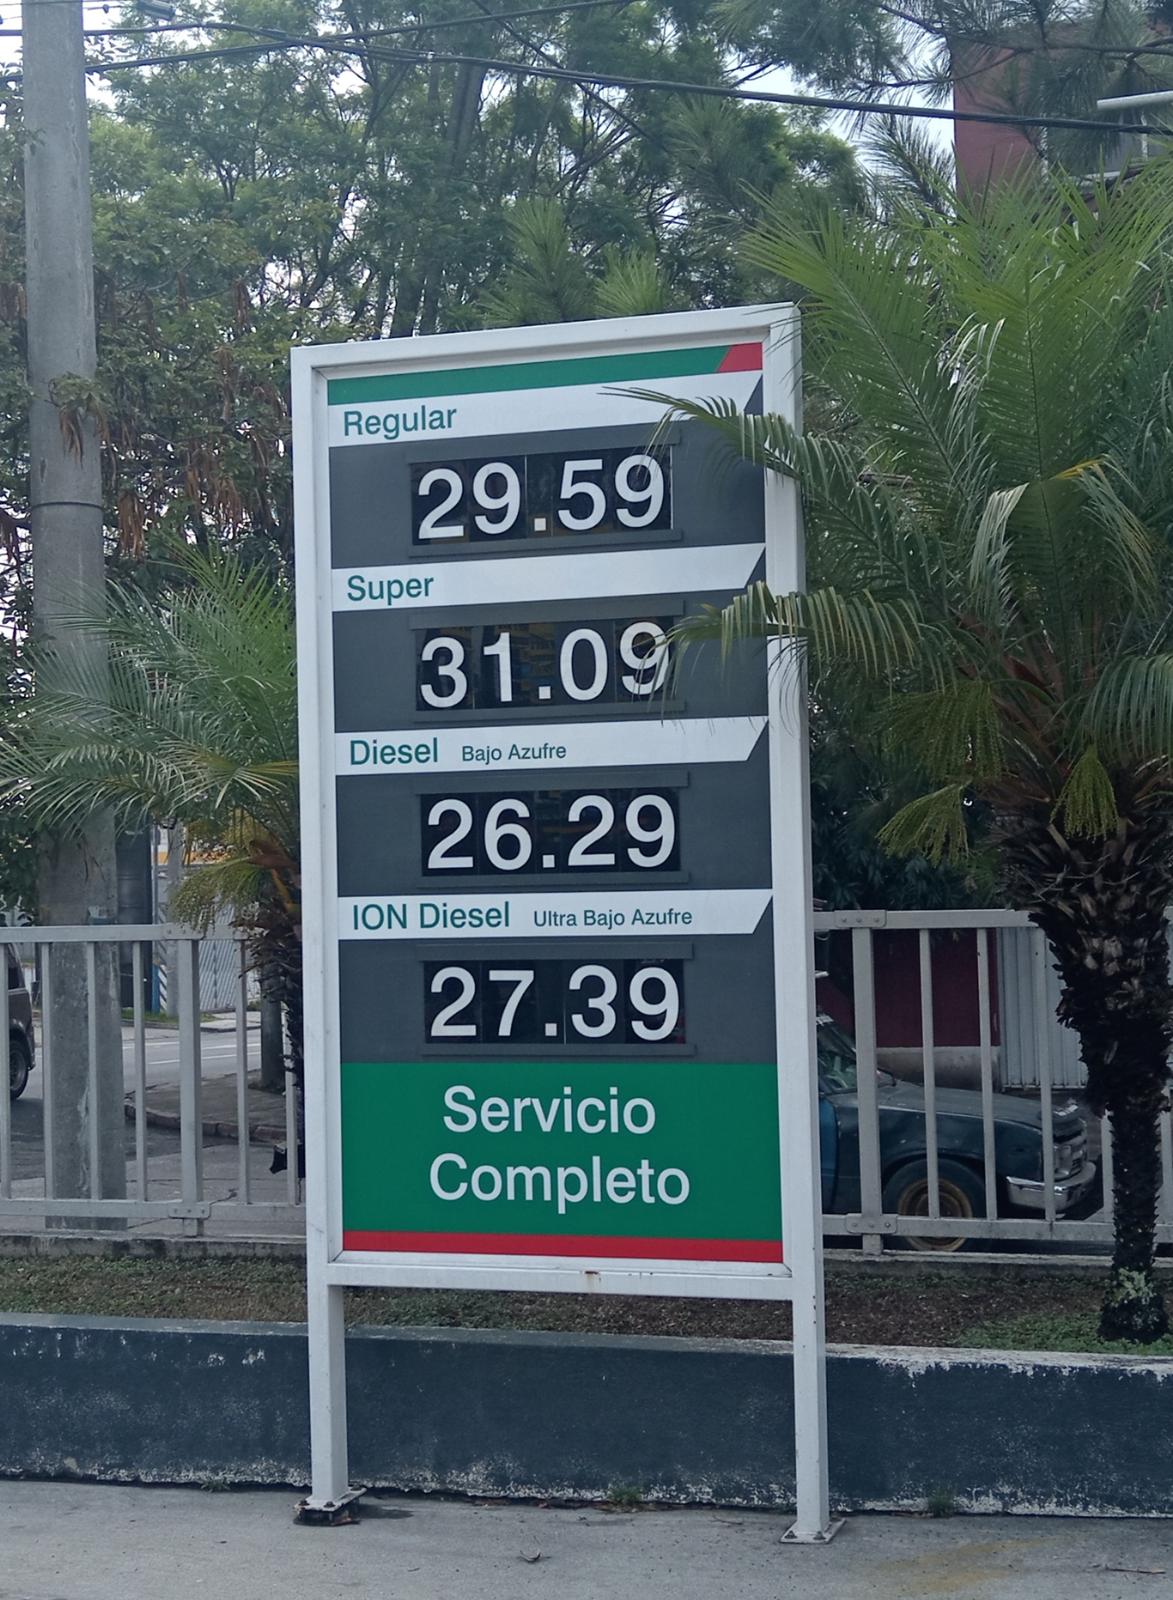 Regular
29.59
Super
31.09
Diesel Bajo Azufre
26.29
ION Diesel Ultra Bajo Azufre
27.39
Servicio
Completo